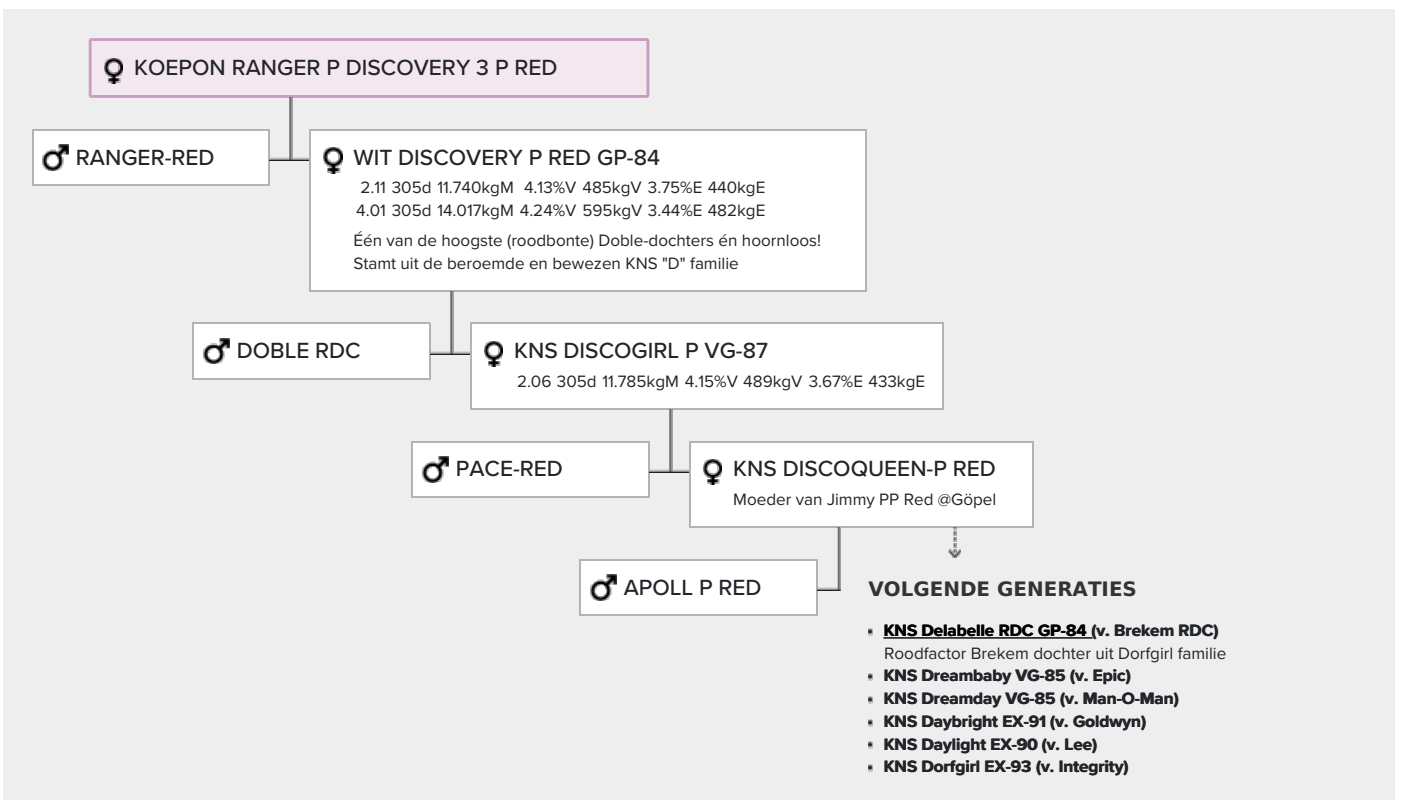 KOEPON RANGER P DISCOVERY 3 P RED
RANGER-RED
WIT DISCOVERY P RED GP-84
2.11 305d 11.740kgM 4.13%V 485kgV 3.75%E 440kgE
4.01 305d 14.017kgM 4.24%V 595kgV 3.44%E 482kgE
Één van de hoogste (roodbonte) Doble-dochters én hoornloos!
Stamt uit de beroemde en bewezen KNS "D" familie
DOBLE RDC
KNS DISCOGIRL P VG-87
2.06 305d 11.785kgM 4.15%V 489kgV 3.67%E 433kgE
PACE-RED
KNS DISCOQUEEN-P RED
Moeder van Jimmy PP Red @Göpel
APOLL P RED
VOLGENDE GENERATIES
KNS Delabelle RDC GP-84 (v. Brekem RDC)
Roodfactor Brekem dochter uit Dorfgirl familie
KNS Dreambaby VG-85 (v. Epic)
KNS Dreamday VG-85 (v. Man-O-Man)
KNS Daybright EX-91 (v. Goldwyn)
KNS Daylight EX-90 (v. Lee)
KNS Dorfgirl EX-93 (v. Integrity)